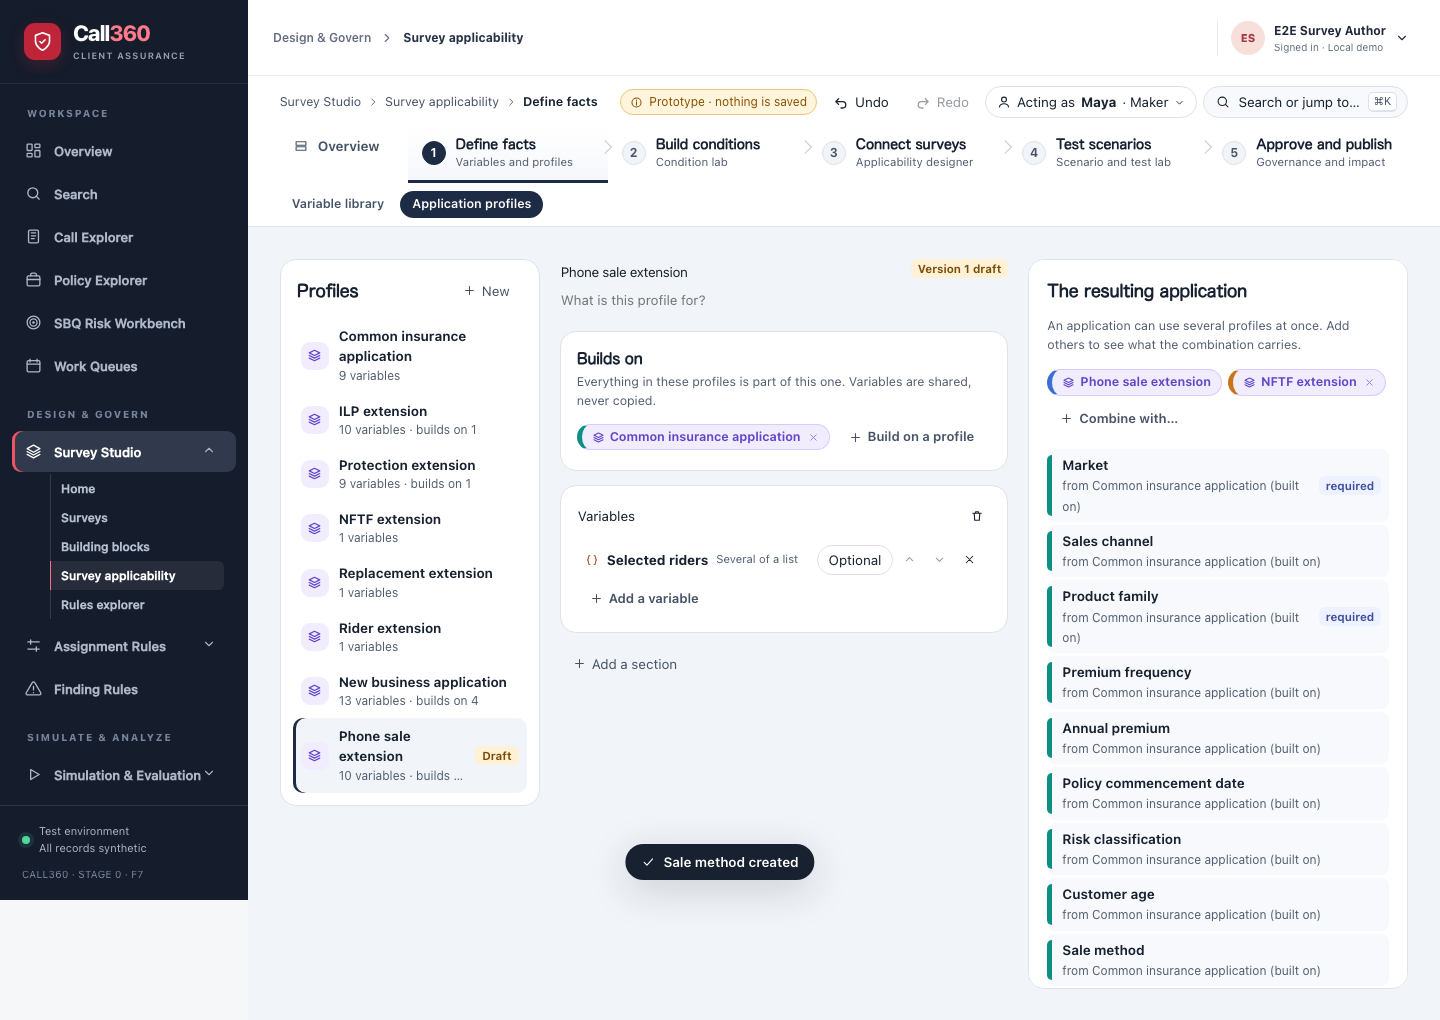 Call360
CLIENT ASSURANCE
WORKSPACE
Overview
Search
Call Explorer
Policy Explorer
SBQ Risk Workbench
Work Queues
DESIGN & GOVERN
Survey Studio
Home
Surveys
Building blocks
Survey applicability
Rules explorer
Assignment Rules
Finding Rules
SIMULATE & ANALYZE
Simulation & Evaluation
Test environment
All records synthetic
CALL360 · STAGE 0 · F7
Design & Govern > Survey applicability
ES
E2E Survey Author
Signed in · Local demo
Survey Studio > Survey applicability > Define facts
Prototype · nothing is saved
Undo
Redo
Acting as Maya · Maker
Search or jump to... ⌘K
Overview
1 Define facts
Variables and profiles
2 Build conditions
Condition lab
3 Connect surveys
Applicability designer
4 Test scenarios
Scenario and test lab
5 Approve and publish
Governance and impact
Variable library
Application profiles
Profiles
+ New
Common insurance
application
9 variables
ILP extension
10 variables · builds on 1
Protection extension
9 variables · builds on 1
NFTF extension
1 variables
Replacement extension
1 variables
Rider extension
1 variables
New business application
13 variables · builds on 4
Phone sale
extension
Draft
10 variables · builds ...
Phone sale extension
Version 1 draft
What is this profile for?
Builds on
Everything in these profiles is part of this one. Variables are shared,
never copied.
Common insurance application ×
+ Build on a profile
Variables
{} Selected riders Several of a list Optional
+ Add a variable
+ Add a section
Sale method created
The resulting application
An application can use several profiles at once. Add
others to see what the combination carries.
Phone sale extension
NFTF extension ×
+ Combine with...
Market
from Common insurance application (built
on)
required
Sales channel
from Common insurance application (built on)
Product family
from Common insurance application (built
on)
required
Premium frequency
from Common insurance application (built on)
Annual premium
from Common insurance application (built on)
Policy commencement date
from Common insurance application (built on)
Risk classification
from Common insurance application (built on)
Customer age
from Common insurance application (built on)
Sale method
from Common insurance application (built on)